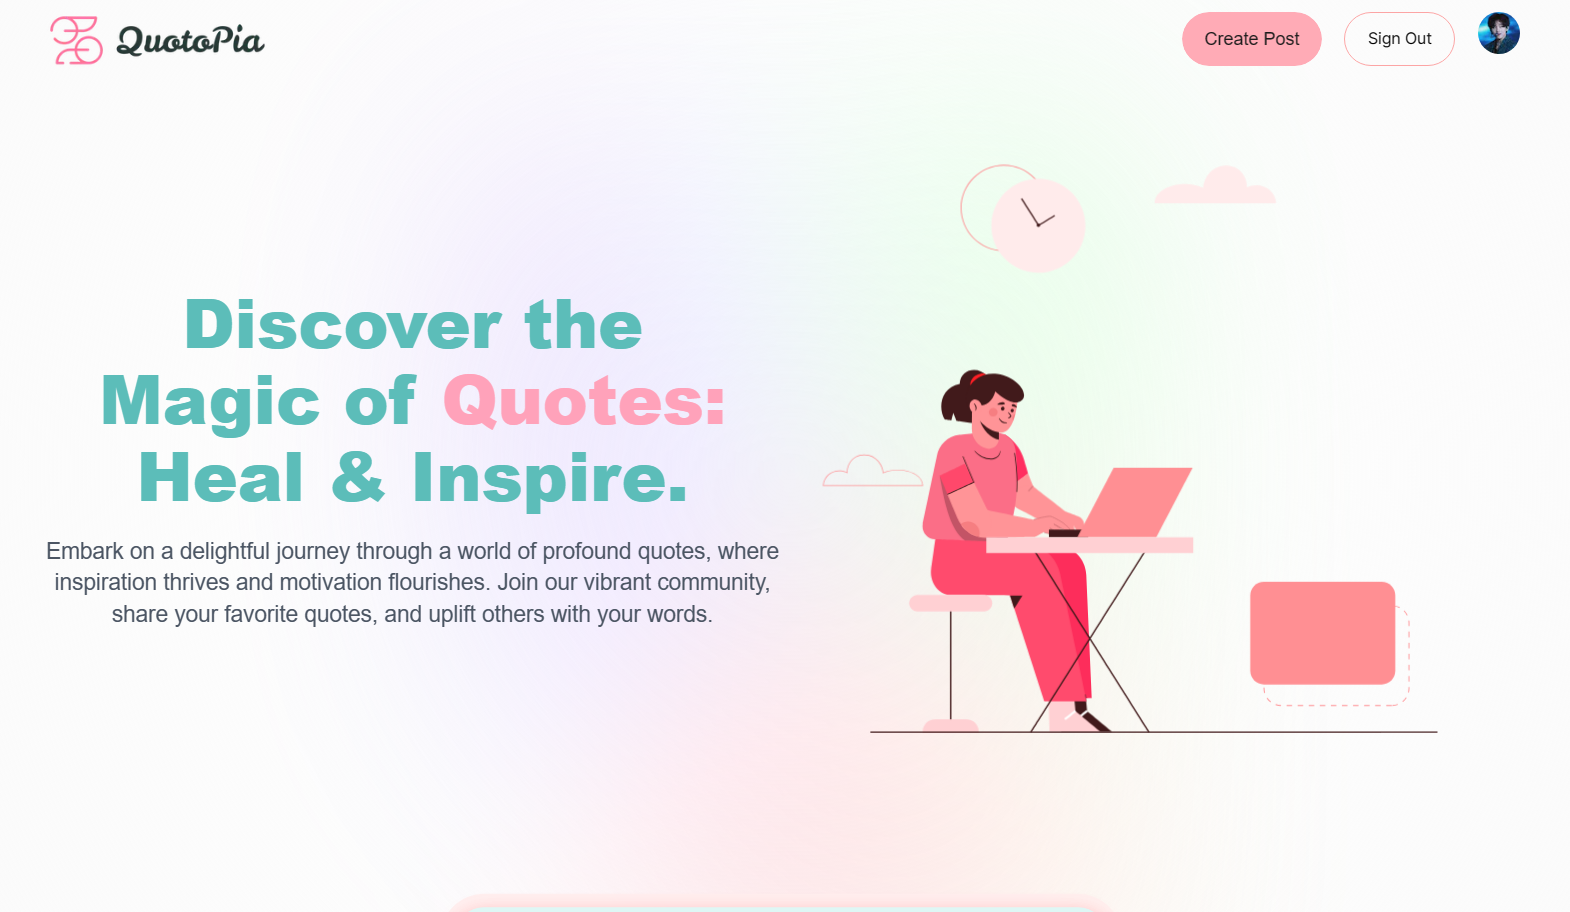 QuotoPia
Create Post
Sign Out
Discover the
Magic of Quotes:
Heal & Inspire.
Embark on a delightful journey through a world of profound quotes, where
inspiration thrives and motivation flourishes. Join our vibrant community,
share your favorite quotes, and uplift others with your words.